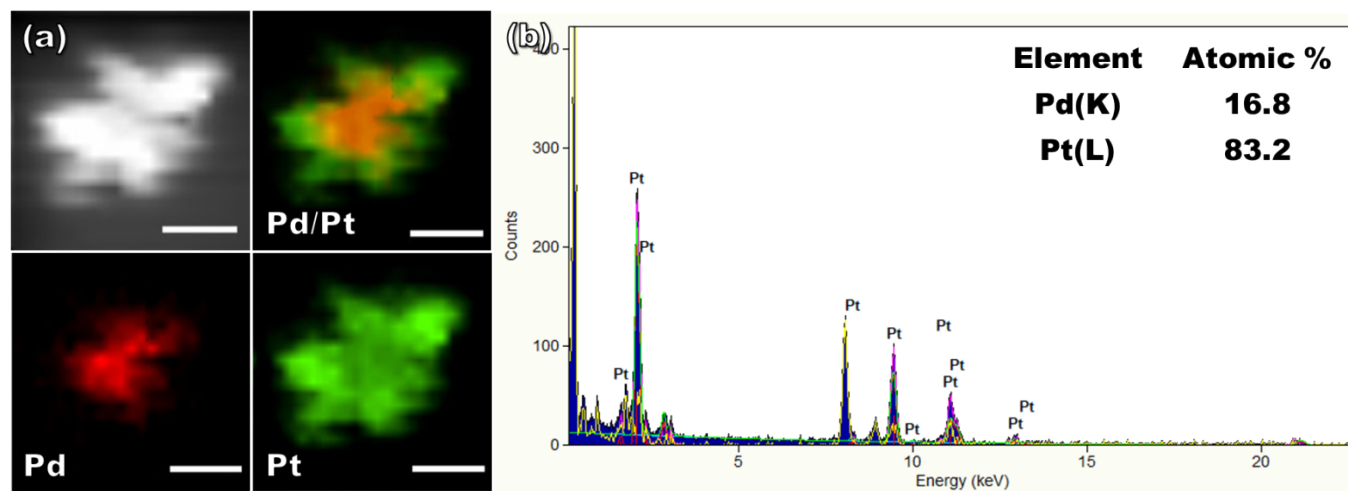 (a)
Pd/Pt
Pd
Pt
(b)
Element Atomic %
Pd(K) 16.8
Pt(L) 83.2
400
300
200
100
0
Counts
Pt
Pt
Pt
Pt
Pt
Pt
Pt
Pt
Pt
Pt
Pt
5
10
15
20
Energy (keV)